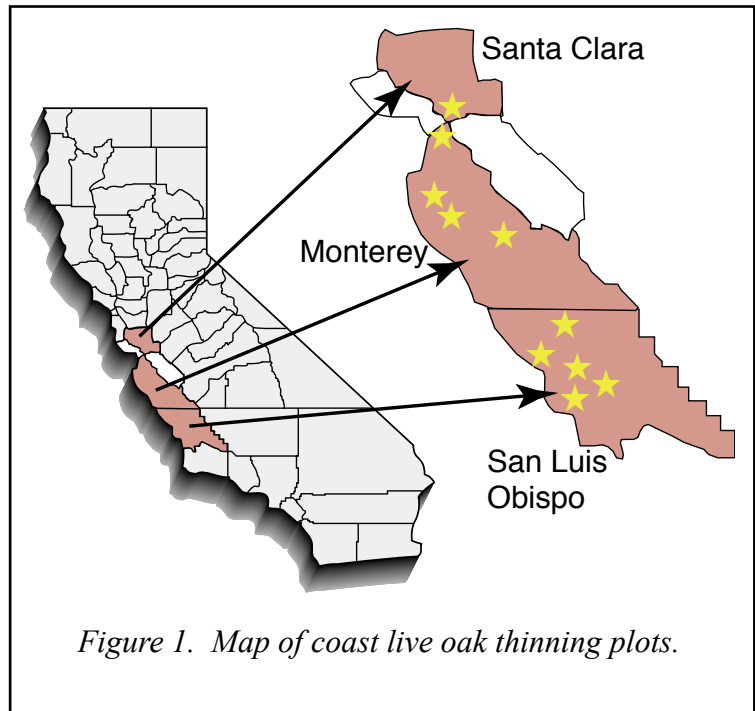 Santa Clara
Monterey
San Luis
Obispo
Figure 1. Map of coast live oak thinning plots.